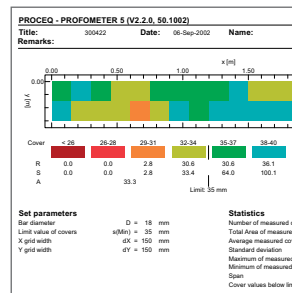 PROCEQ - PROFOMETER 5 (V2.2.0, 50.1002)
Title: 300422 Date: 06-Sep-2002 Name:
Remarks:
x [m]
0.00 0.50 1.00 1.50
0.00
y [m]
Cover < 26 26-28 29-31 32-34 35-37 38-40
R 0.0 0.0 2.8 30.6 30.6 36.1
S 0.0 0.0 2.8 33.4 64.0 100.1
A 33.3
Limit: 35 mm
Set parameters Statistics
Bar diameter D = 18 mm Number of measured
Limit value of covers s(Min) = 35 mm Total Area of measure
X grid width dX = 150 mm Average measured co
Y grid width dY = 150 mm Standard deviation
Maximum of measured
Minimum of measured
Span
Cover values below lim